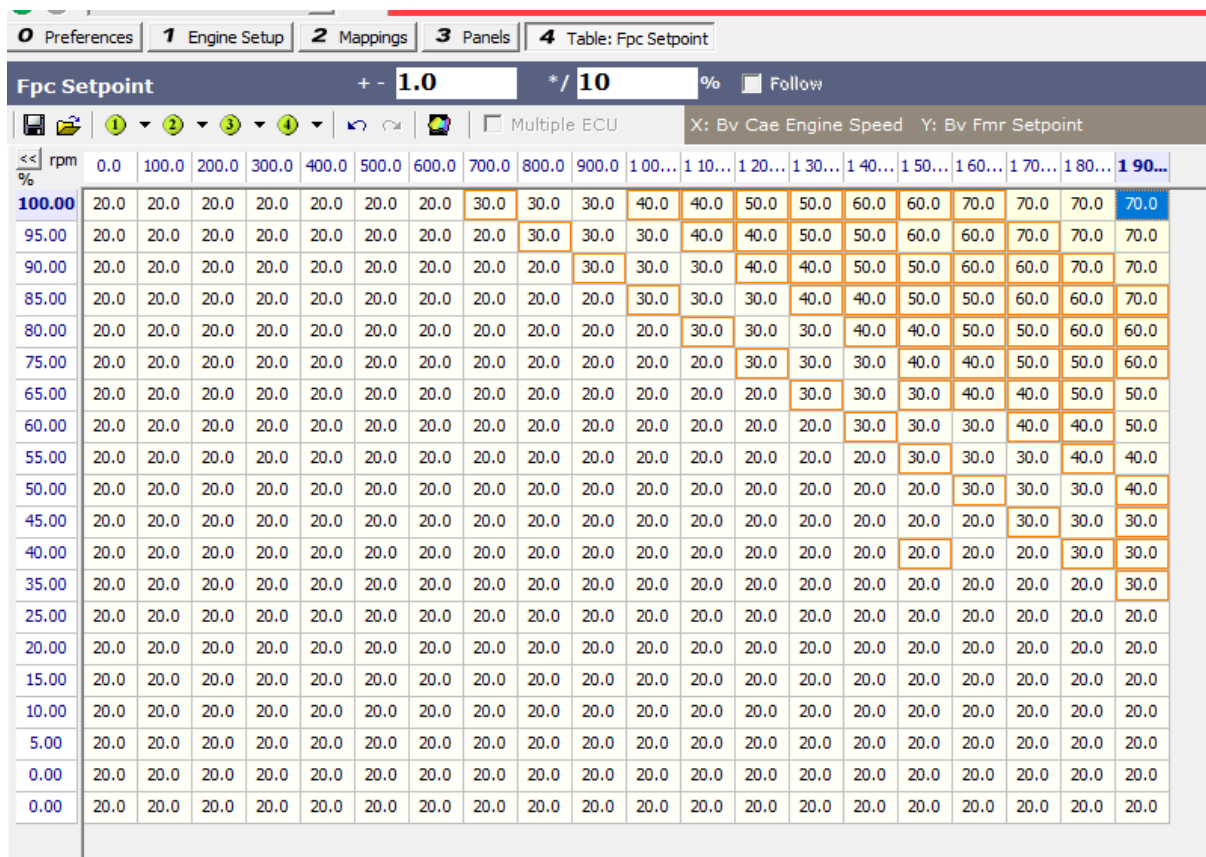 0 Preferences 1 Engine Setup 2 Mappings 3 Panels 4 Table: Fpc Setpoint
Fpc Setpoint + - 1.0 */ 10 % Follow
1 2 3 4 Multiple ECU X: Bv Cae Engine Speed Y: Bv Fmr Setpoint
<< rpm 0.0 100.0 200.0 300.0 400.0 500.0 600.0 700.0 800.0 900.0 1 00... 1 10... 1 20... 1 30... 1 40... 1 50... 1 60... 1 70... 1 80... 1 90...
%
100.00 20.0 20.0 20.0 20.0 20.0 20.0 20.0 30.0 30.0 30.0 40.0 40.0 50.0 50.0 60.0 60.0 70.0 70.0 70.0 70.0
95.00 20.0 20.0 20.0 20.0 20.0 20.0 20.0 20.0 30.0 30.0 30.0 40.0 40.0 50.0 50.0 60.0 60.0 70.0 70.0 70.0
90.00 20.0 20.0 20.0 20.0 20.0 20.0 20.0 20.0 20.0 30.0 30.0 30.0 40.0 40.0 50.0 50.0 60.0 60.0 70.0 70.0
85.00 20.0 20.0 20.0 20.0 20.0 20.0 20.0 20.0 20.0 20.0 30.0 30.0 30.0 40.0 40.0 50.0 50.0 60.0 60.0 70.0
80.00 20.0 20.0 20.0 20.0 20.0 20.0 20.0 20.0 20.0 20.0 20.0 30.0 30.0 30.0 40.0 40.0 50.0 50.0 60.0 60.0
75.00 20.0 20.0 20.0 20.0 20.0 20.0 20.0 20.0 20.0 20.0 20.0 20.0 30.0 30.0 30.0 40.0 40.0 50.0 50.0 60.0
65.00 20.0 20.0 20.0 20.0 20.0 20.0 20.0 20.0 20.0 20.0 20.0 20.0 20.0 30.0 30.0 30.0 40.0 40.0 50.0 50.0
60.00 20.0 20.0 20.0 20.0 20.0 20.0 20.0 20.0 20.0 20.0 20.0 20.0 20.0 20.0 30.0 30.0 30.0 40.0 40.0 50.0
55.00 20.0 20.0 20.0 20.0 20.0 20.0 20.0 20.0 20.0 20.0 20.0 20.0 20.0 20.0 20.0 30.0 30.0 30.0 40.0 40.0
50.00 20.0 20.0 20.0 20.0 20.0 20.0 20.0 20.0 20.0 20.0 20.0 20.0 20.0 20.0 20.0 20.0 30.0 30.0 30.0 40.0
45.00 20.0 20.0 20.0 20.0 20.0 20.0 20.0 20.0 20.0 20.0 20.0 20.0 20.0 20.0 20.0 20.0 20.0 30.0 30.0 30.0
40.00 20.0 20.0 20.0 20.0 20.0 20.0 20.0 20.0 20.0 20.0 20.0 20.0 20.0 20.0 20.0 20.0 20.0 20.0 30.0 30.0
35.00 20.0 20.0 20.0 20.0 20.0 20.0 20.0 20.0 20.0 20.0 20.0 20.0 20.0 20.0 20.0 20.0 20.0 20.0 20.0 30.0
25.00 20.0 20.0 20.0 20.0 20.0 20.0 20.0 20.0 20.0 20.0 20.0 20.0 20.0 20.0 20.0 20.0 20.0 20.0 20.0 20.0
20.00 20.0 20.0 20.0 20.0 20.0 20.0 20.0 20.0 20.0 20.0 20.0 20.0 20.0 20.0 20.0 20.0 20.0 20.0 20.0 20.0
15.00 20.0 20.0 20.0 20.0 20.0 20.0 20.0 20.0 20.0 20.0 20.0 20.0 20.0 20.0 20.0 20.0 20.0 20.0 20.0 20.0
10.00 20.0 20.0 20.0 20.0 20.0 20.0 20.0 20.0 20.0 20.0 20.0 20.0 20.0 20.0 20.0 20.0 20.0 20.0 20.0 20.0
5.00 20.0 20.0 20.0 20.0 20.0 20.0 20.0 20.0 20.0 20.0 20.0 20.0 20.0 20.0 20.0 20.0 20.0 20.0 20.0 20.0
0.00 20.0 20.0 20.0 20.0 20.0 20.0 20.0 20.0 20.0 20.0 20.0 20.0 20.0 20.0 20.0 20.0 20.0 20.0 20.0 20.0
0.00 20.0 20.0 20.0 20.0 20.0 20.0 20.0 20.0 20.0 20.0 20.0 20.0 20.0 20.0 20.0 20.0 20.0 20.0 20.0 20.0